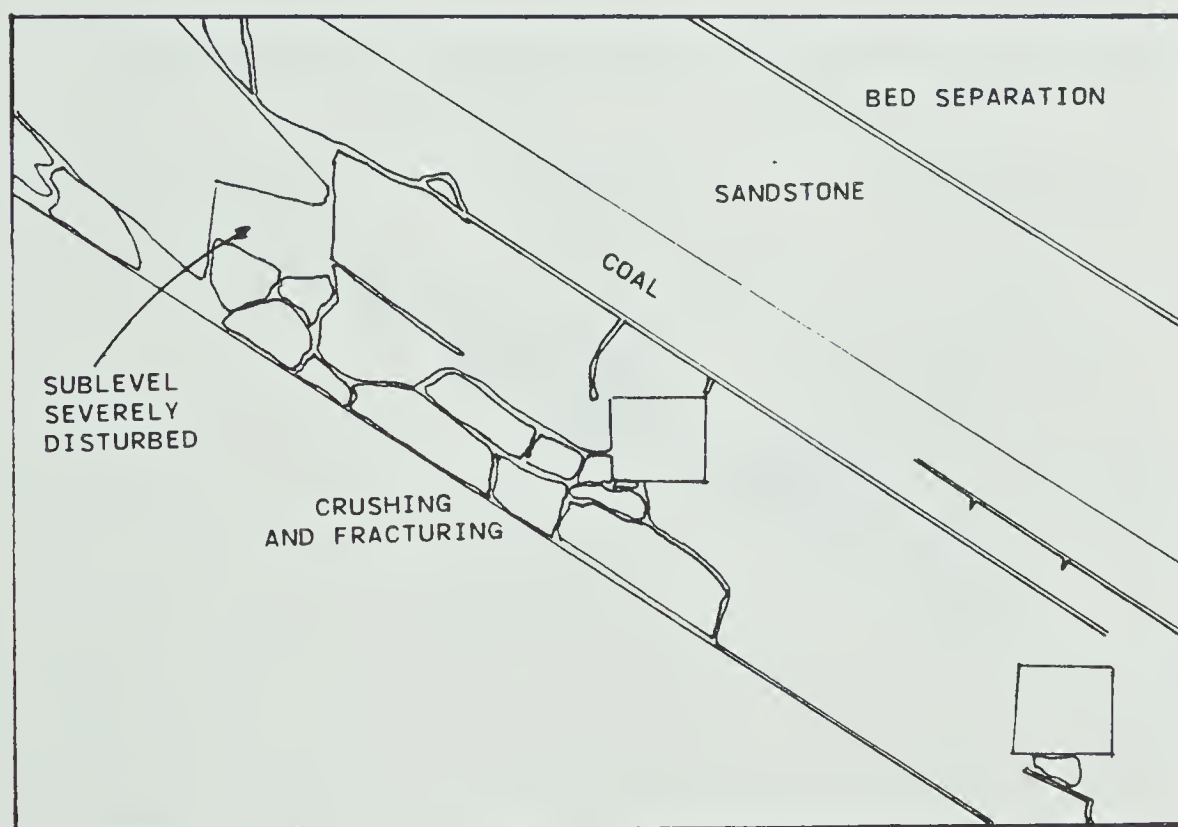 BED SEPARATION
SANDSTONE
COAL
SUBLEVEL
SEVERELY
DISTURBED
CRUSHING
AND FRACTURING